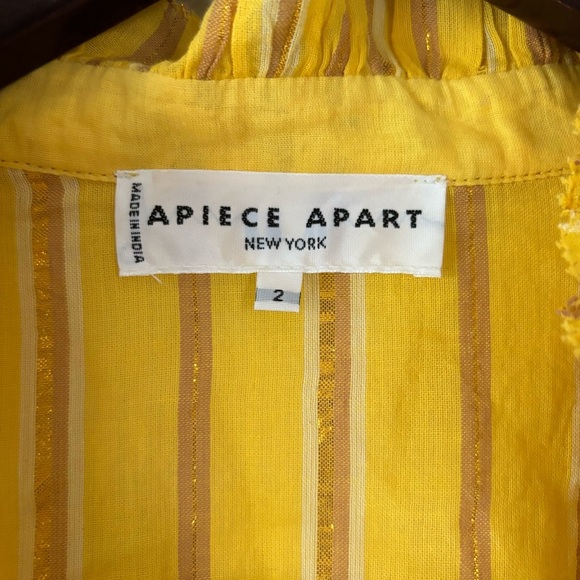 MADE IN INDIA
APIECE APART
NEW YORK
2